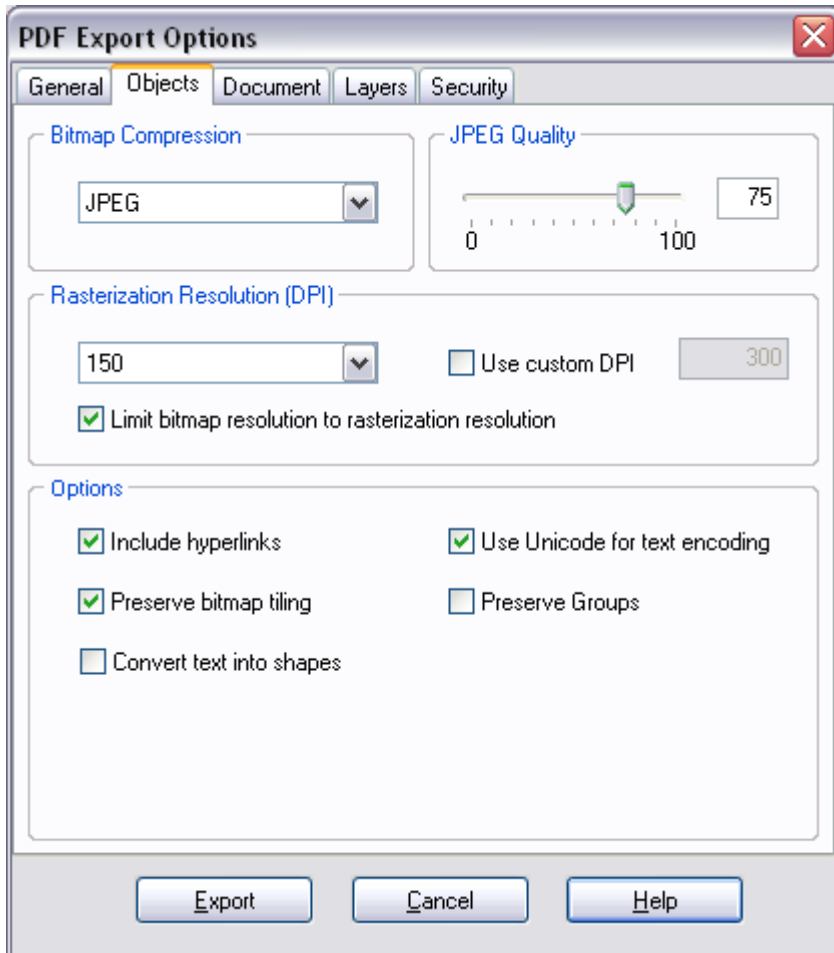 PDF Export Options
General Objects Document Layers Security
Bitmap Compression
JPEG Quality
JPEG
75
0 100
Rasterization Resolution (DPI)
150
Use custom DPI
300
Limit bitmap resolution to rasterization resolution
Options
Include hyperlinks
Use Unicode for text encoding
Preserve bitmap tiling
Preserve Groups
Convert text into shapes
Export Cancel Help